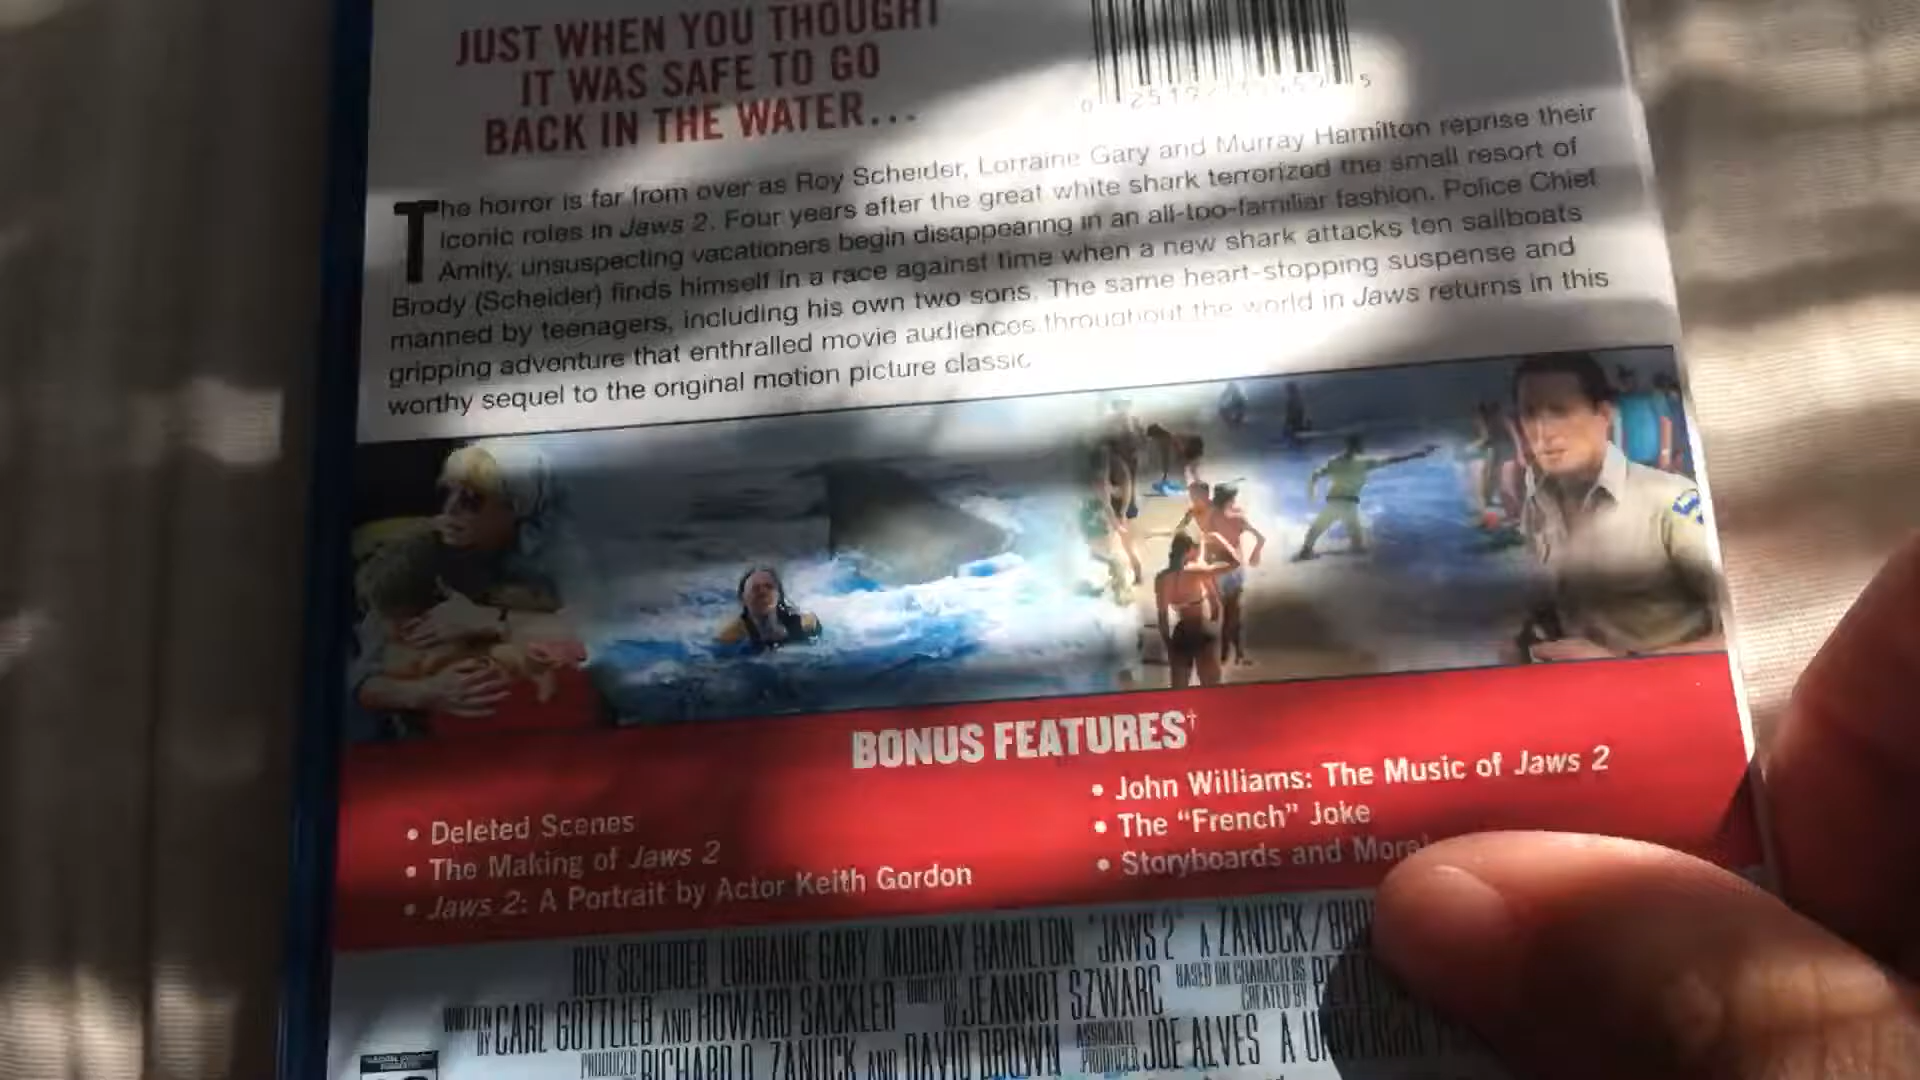 JUST WHEN YOU THOUGHT
IT WAS SAFE TO GO
BACK IN THE WATER...
The horror is far from over as Roy Scheider, Lorraine Gary and Murray Hamilton reprise their
iconic roles in Jaws 2. Four years after the great white shark terrorized the small resort of
Amity, unsuspecting vacationers begin disappearing in an all-too-familiar fashion. Police Chief
Brody (Scheider) finds himself in a race against time when a new shark attacks ten sailboats
manned by teenagers, including his own two sons. The same heart-stopping suspense and
gripping adventure that enthralled movie audiences throughout the world in Jaws returns in this
worthy sequel to the original motion picture classic.
BONUS FEATURES†
• Deleted Scenes
• The Making of Jaws 2
• Jaws 2: A Portrait by Actor Keith Gordon
• John Williams: The Music of Jaws 2
• The “French” Joke
• Storyboards and More!
ROY SCHEIDER LORRAINE GARY MURRAY HAMILTON "JAWS 2" A ZANUCK/
WRITTEN BY CARL GOTTLIEB AND HOWARD SACKLER DIRECTED BY JEANNOT SZWARC BASED ON CHARACTERS CREATED BY
PRODUCED BY RICHARD D. ZANUCK AND DAVID BROWN ASSOCIATE PRODUCER JOE ALVES A